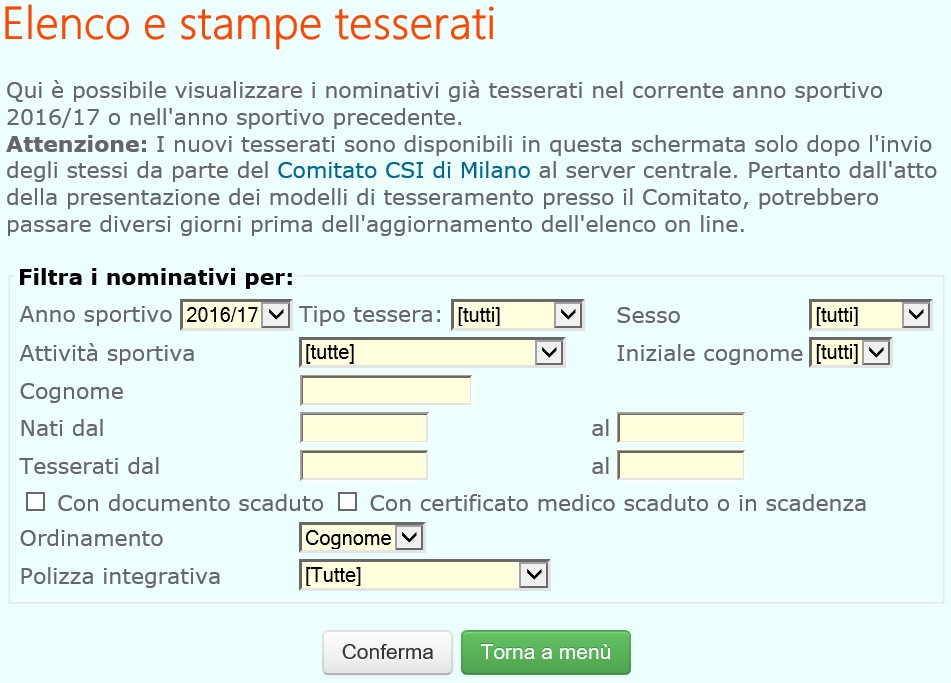 Elenco e stampe tesserati
Qui è possibile visualizzare i nominativi già tesserati nel corrente anno sportivo
2016/17 o nell'anno sportivo precedente.
Attenzione: I nuovi tesserati sono disponibili in questa schermata solo dopo l'invio
degli stessi da parte del Comitato CSI di Milano al server centrale. Pertanto dall'atto
della presentazione dei modelli di tesseramento presso il Comitato, potrebbero
passare diversi giorni prima dell'aggiornamento dell'elenco on line.
Filtra i nominativi per:
Anno sportivo 2016/17 Tipo tessera: [tutti] Sesso [tutti]
Attività sportiva [tutte] Iniziale cognome [tutti]
Cognome
Nati dal al
Tesserati dal al
Con documento scaduto Con certificato medico scaduto o in scadenza
Ordinamento Cognome
Polizza integrativa [Tutte]
Conferma Torna a menù